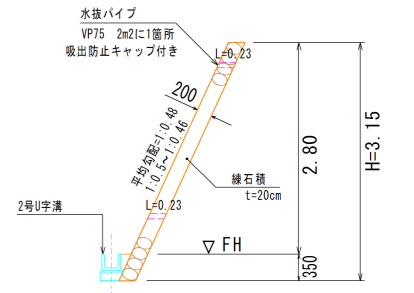 水抜パイプ
VP75 2m2に1箇所
吸出防止キャップ付き
L=0.23
200
平均勾配=1:0.48
1:0.5~1:0.46
2.80
H=3.15
練石積
t=20cm
L=0.23
2号U字溝
▽ FH
350